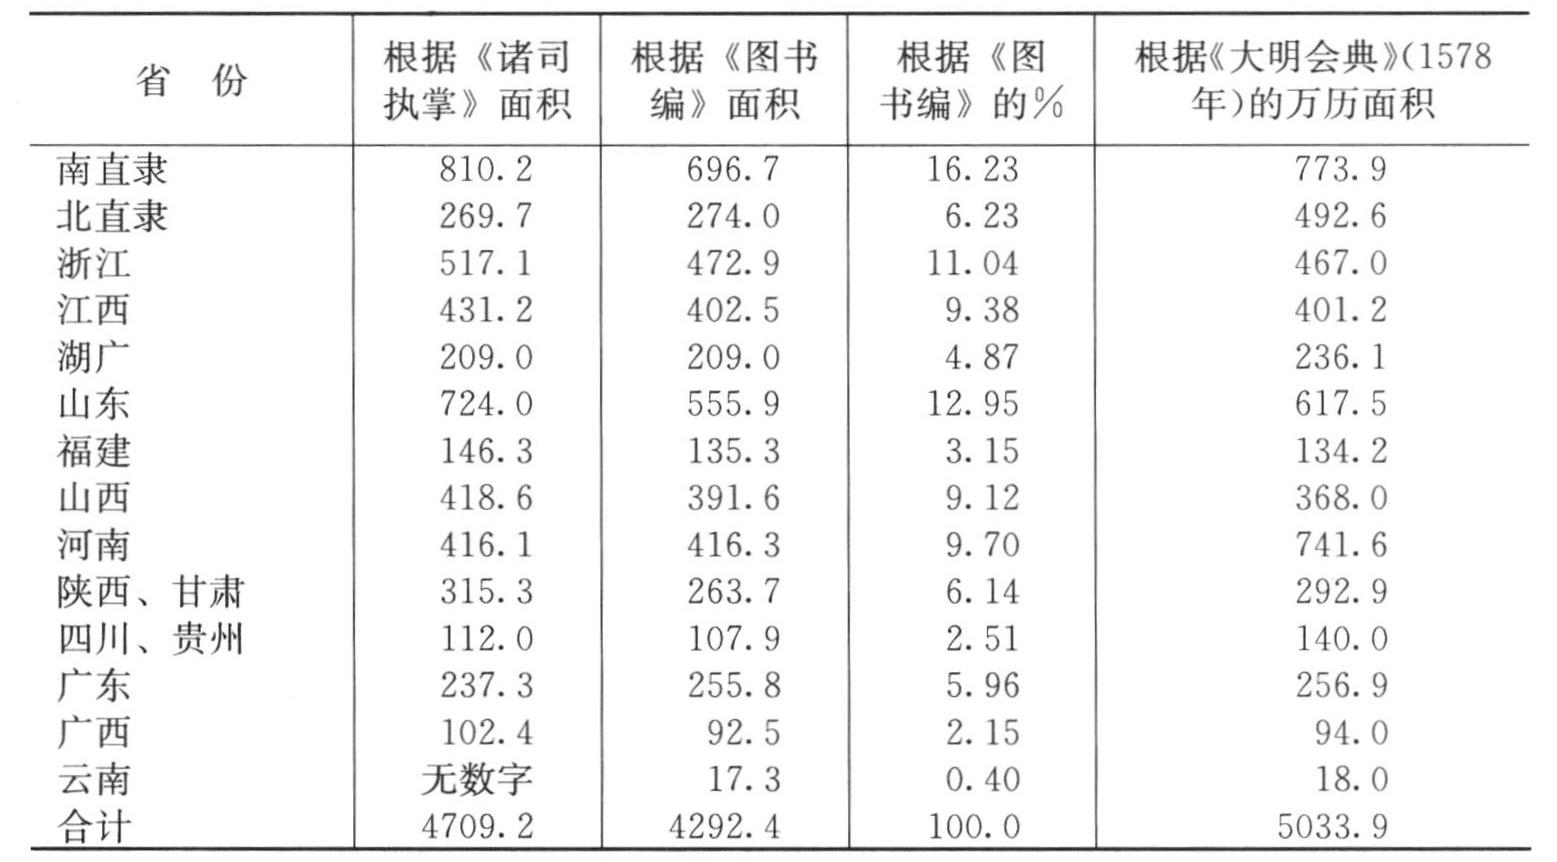 省 份 根据《诸司执掌》面积 根据《图书编》面积 根据《图书编》的% 根据《大明会典》(1578年)的万历面积
南直隶 810.2 696.7 16.23 773.9
北直隶 269.7 274.0 6.23 492.6
浙江 517.1 472.9 11.04 467.0
江西 431.2 402.5 9.38 401.2
湖广 209.0 209.0 4.87 236.1
山东 724.0 555.9 12.95 617.5
福建 146.3 135.3 3.15 134.2
山西 418.6 391.6 9.12 368.0
河南 416.1 416.3 9.70 741.6
陕西、甘肃 315.3 263.7 6.14 292.9
四川、贵州 112.0 107.9 2.51 140.0
广东 237.3 255.8 5.96 256.9
广西 102.4 92.5 2.15 94.0
云南 无数字 17.3 0.40 18.0
合计 4709.2 4292.4 100.0 5033.9